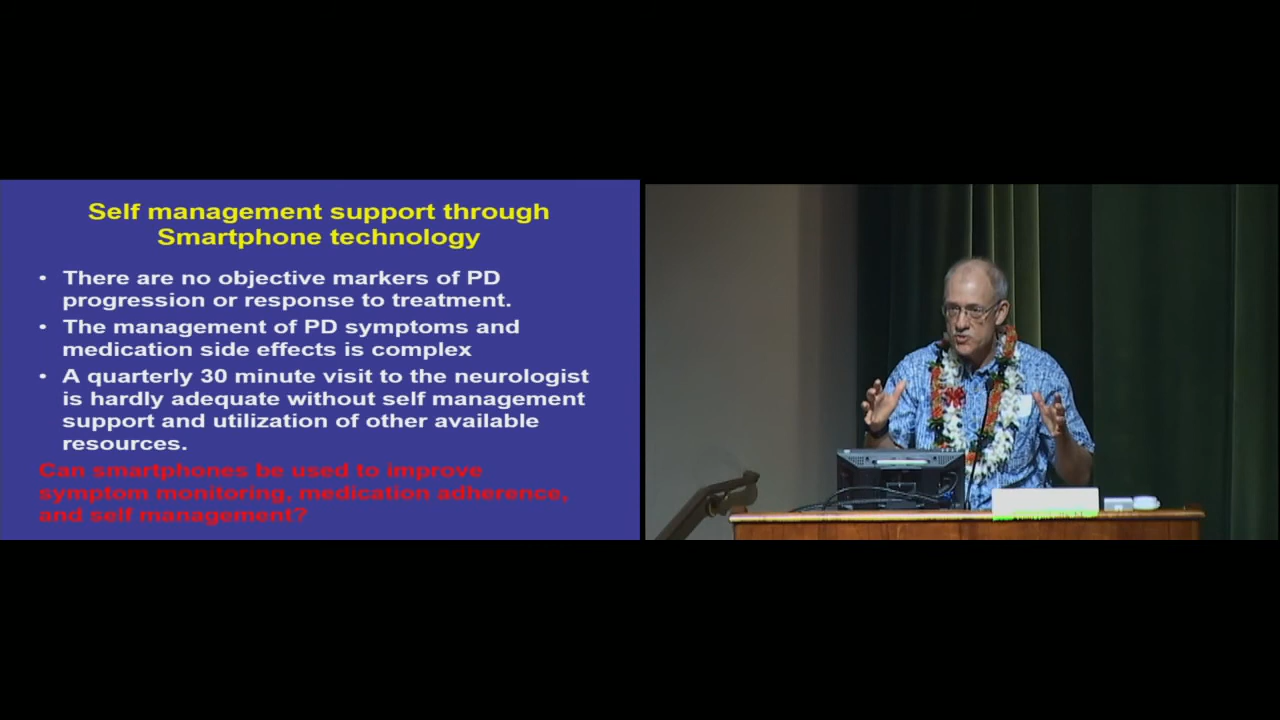 Self management support through
Smartphone technology
• There are no objective markers of PD
progression or response to treatment.
• The management of PD symptoms and
medication side effects is complex
• A quarterly 30 minute visit to the neurologist
is hardly adequate without self management
support and utilization of other available
resources.
Can smartphones be used to improve
symptom monitoring, medication adherence,
and self management?